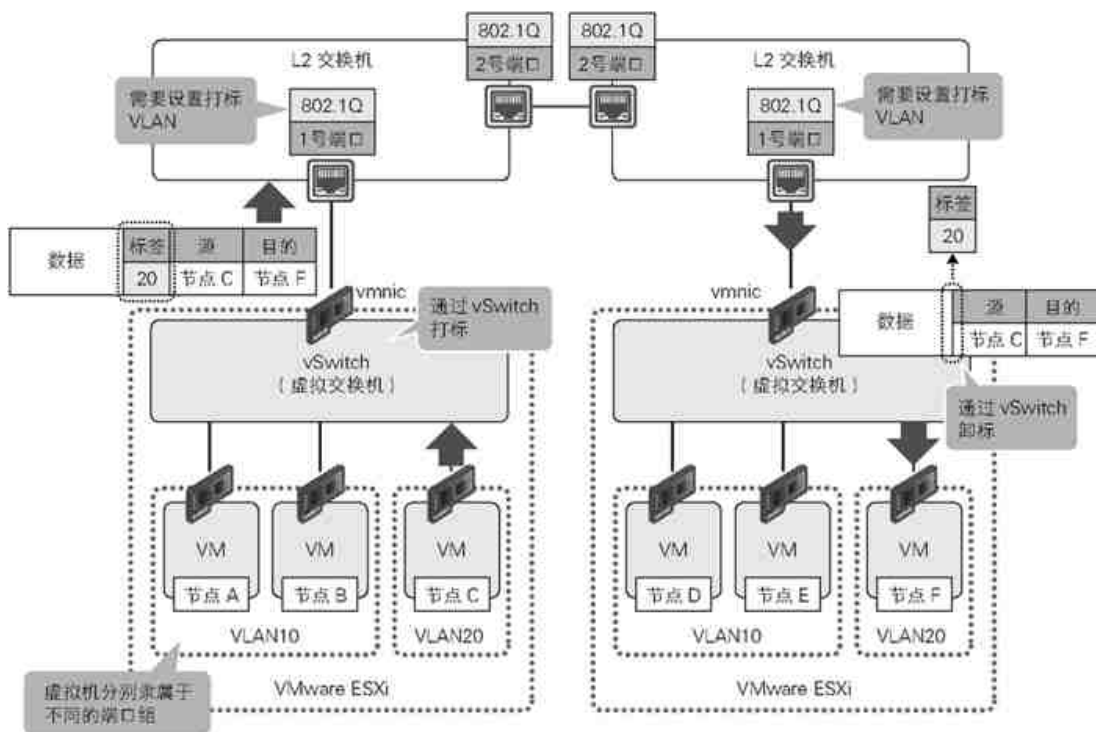 802.1Q
2号端口
802.1Q
2号端口
L2 交换机
L2 交换机
需要设置打标
VLAN
802.1Q
1号端口
802.1Q
1号端口
需要设置打标
VLAN
数据
标签
源
目的
20
节点 C
节点 F
标签
20
vmnic
通过 vSwitch
打标
vSwitch
（虚拟交换机）
vmnic
vSwitch
（虚拟交换机）
数据
源
目的
节点 C
节点 F
通过 vSwitch
卸标
VM
节点 A
VM
节点 B
VM
节点 C
VLAN10
VLAN20
VM
节点 D
VM
节点 E
VM
节点 F
VLAN10
VLAN20
虚拟机分别隶属于
不同的端口组
VMware ESXi
VMware ESXi